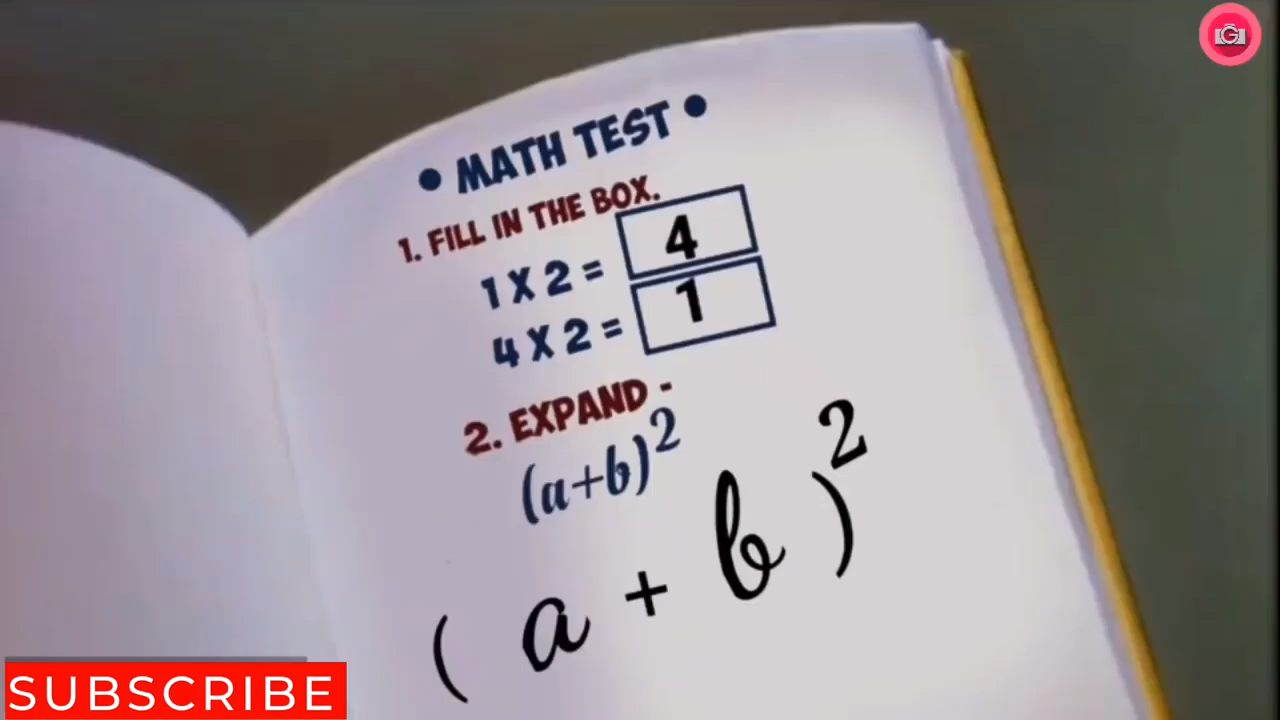 • MATH TEST •
1. FILL IN THE BOX.
1 X 2 = 4
4 X 2 = 1
2. EXPAND -
(a+b)²
( a + b )²
SUBSCRIBE
G